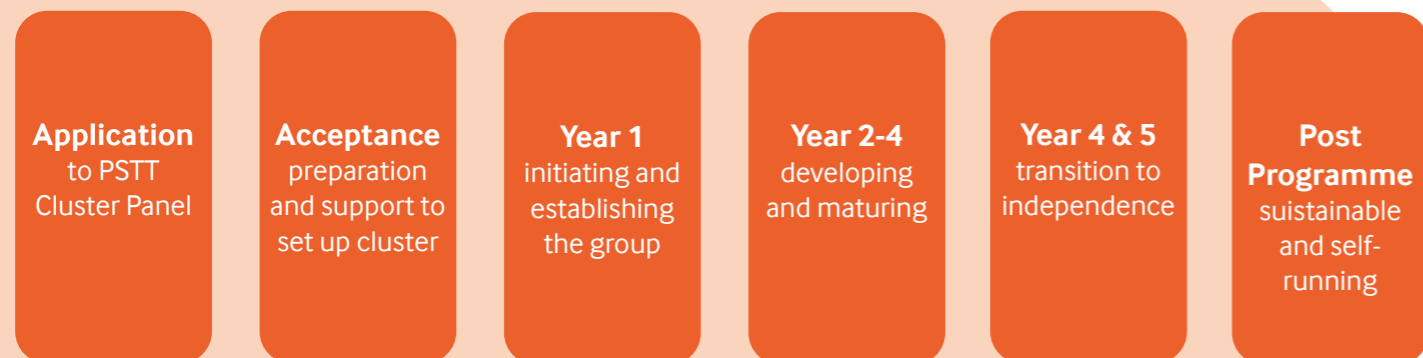 Application
to PSTT
Cluster Panel
Acceptance
preparation
and support to
set up cluster
Year 1
initiating and
establishing
the group
Year 2-4
developing
and maturing
Year 4 & 5
transition to
independence
Post
Programme
suistainable
and self-
running